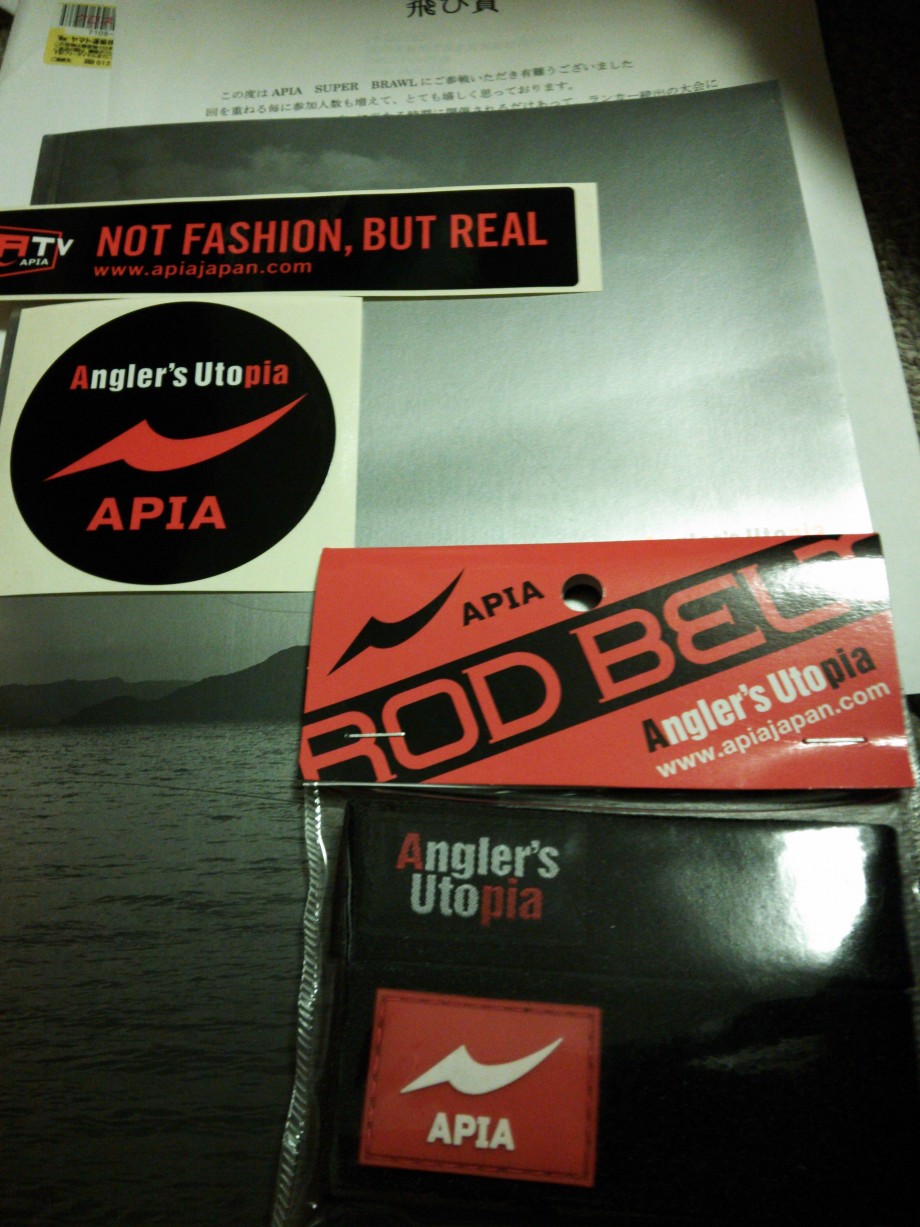 飛び賞
この度は APIA SUPER BRAWL にご参戦いただき有難うございました
回を重ねる毎に参加人数も増えて、とても嬉しく思っております。
ATV
APIA
NOT FASHION, BUT REAL
www.apiajapan.com
Angler's Utopia
APIA
APIA
ROD BELT
Angler's Utopia
www.apiajapan.com
Angler's
Utopia
APIA